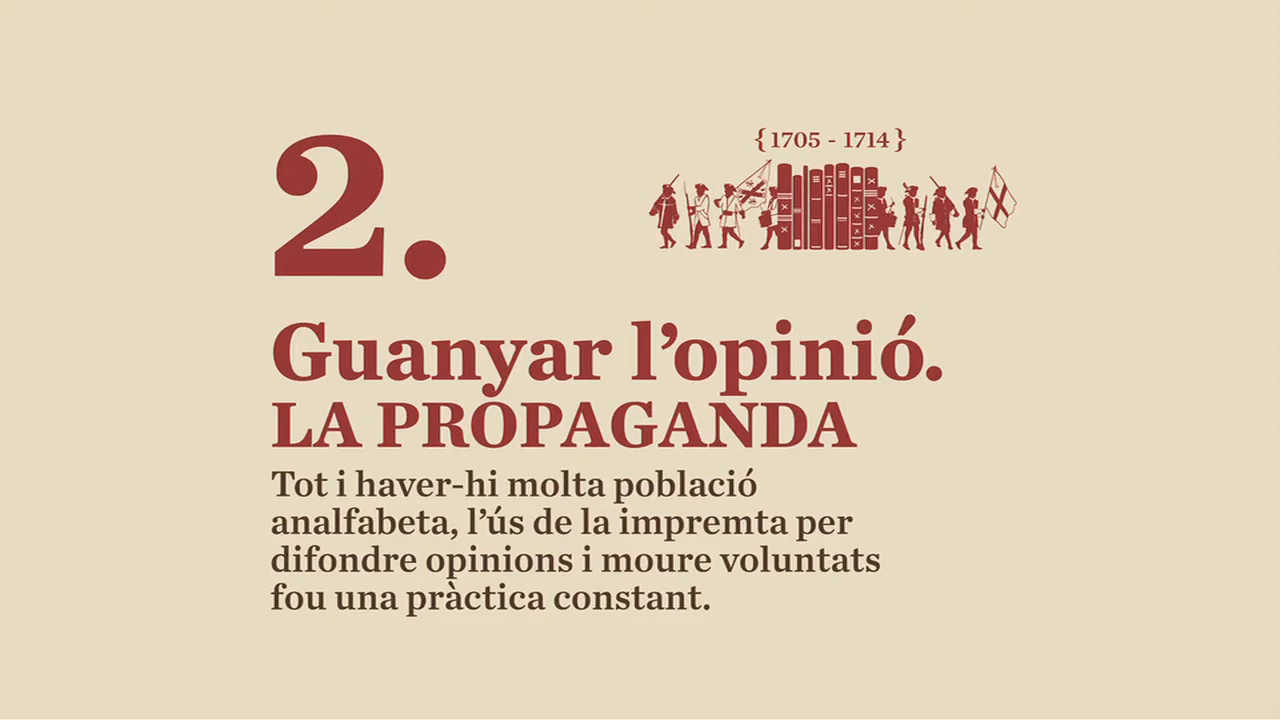 2.
{ 1705 - 1714 }
Guanyar l’opinió.
LA PROPAGANDA
Tot i haver-hi molta població
analfabeta, l’ús de la impremta per
difondre opinions i moure voluntats
fou una pràctica constant.